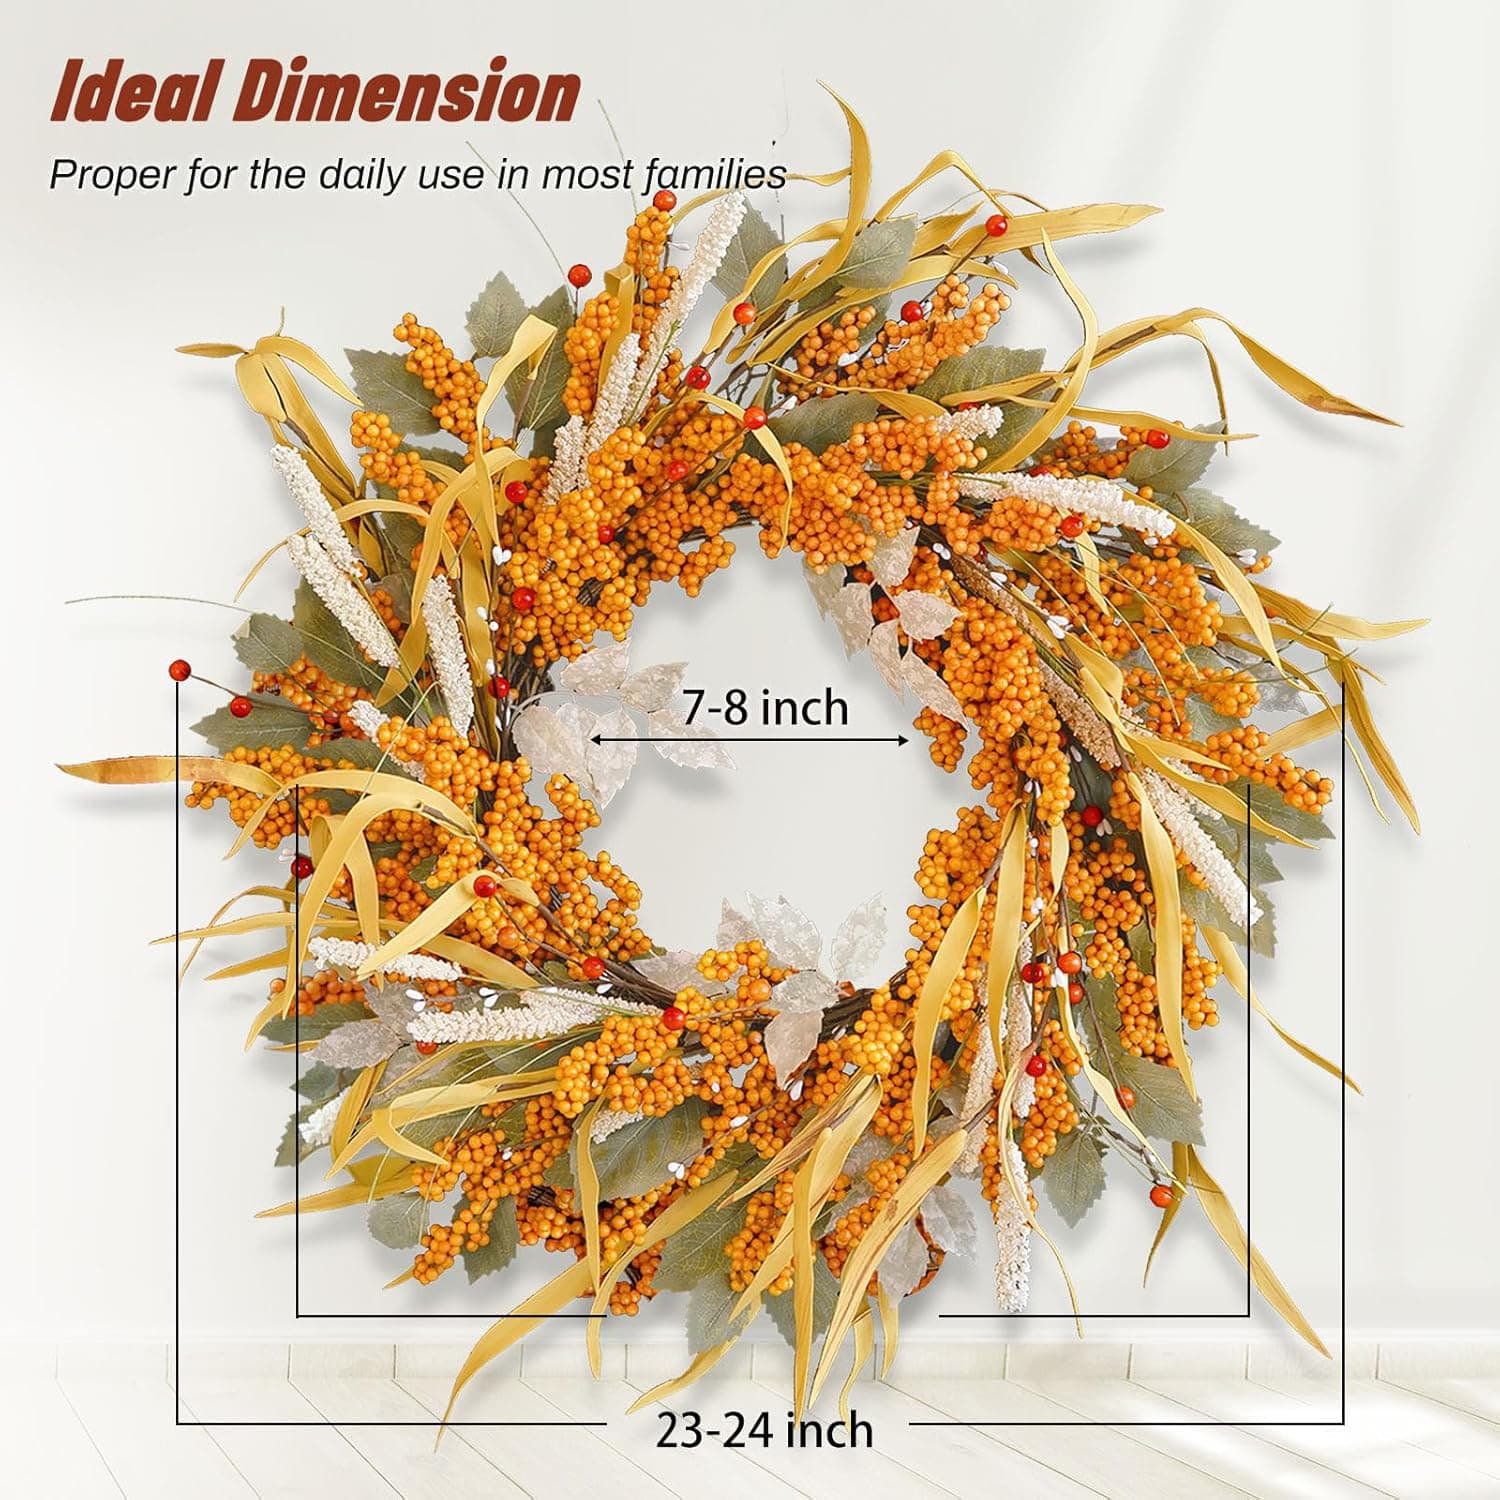 Ideal Dimension
Proper for the daily use in most families
7-8 inch
23-24 inch